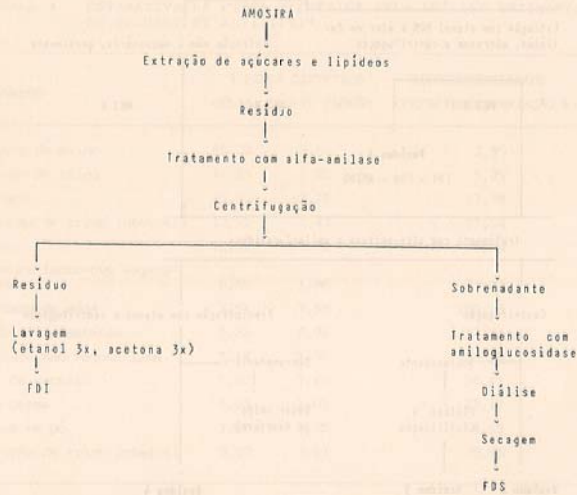 AMOSTRA
Extração de açúcares e lipídeos
Resíduo
Tratamento com alfa-amilase
Centrifugação
Resíduo
Lavagem
(etanol 3x, acetona 3x)
FDI
Sobrenadante
Tratamento com
amiloglucosidase
Diálise
Secagem
FDS